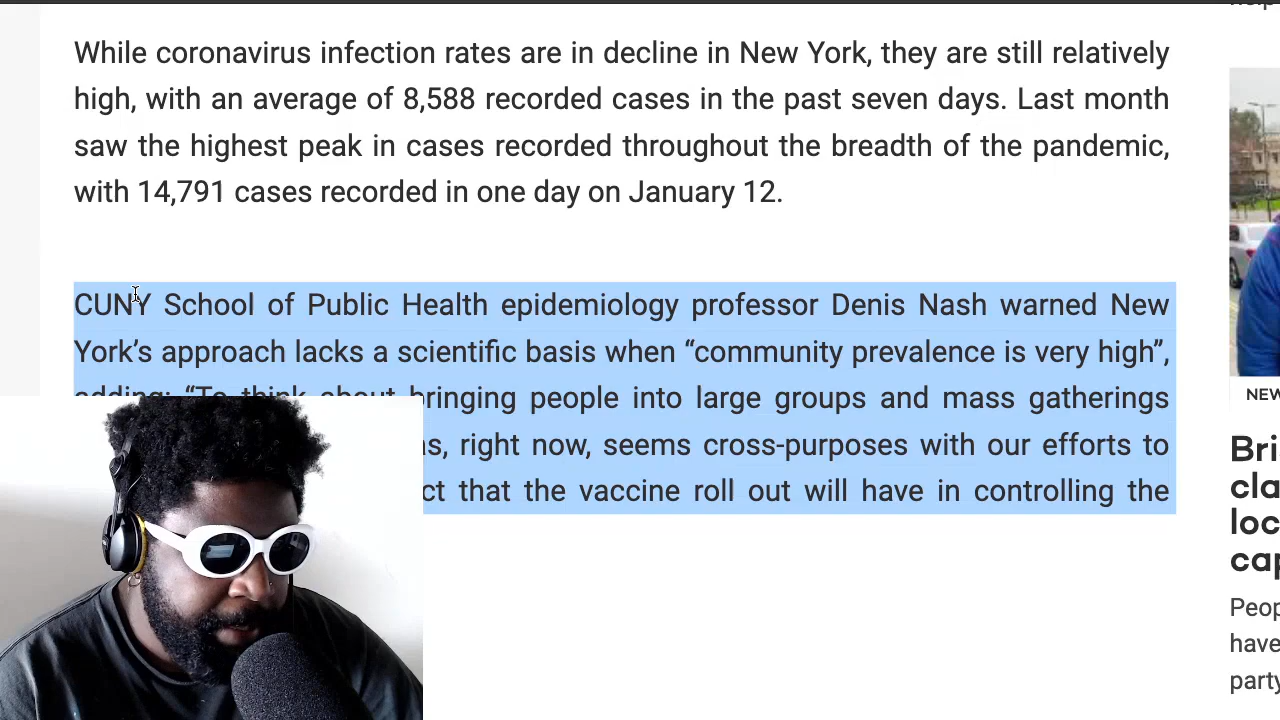 While coronavirus infection rates are in decline in New York, they are still relatively
high, with an average of 8,588 recorded cases in the past seven days. Last month
saw the highest peak in cases recorded throughout the breadth of the pandemic,
with 14,791 cases recorded in one day on January 12.
CUNY School of Public Health epidemiology professor Denis Nash warned New
York’s approach lacks a scientific basis when “community prevalence is very high”,
adding: “To think about bringing people into large groups and mass gatherings
right now, seems cross-purposes with our efforts to
that the vaccine roll out will have in controlling the
NEW
Bri
cla
loc
cap
Peop
have
party